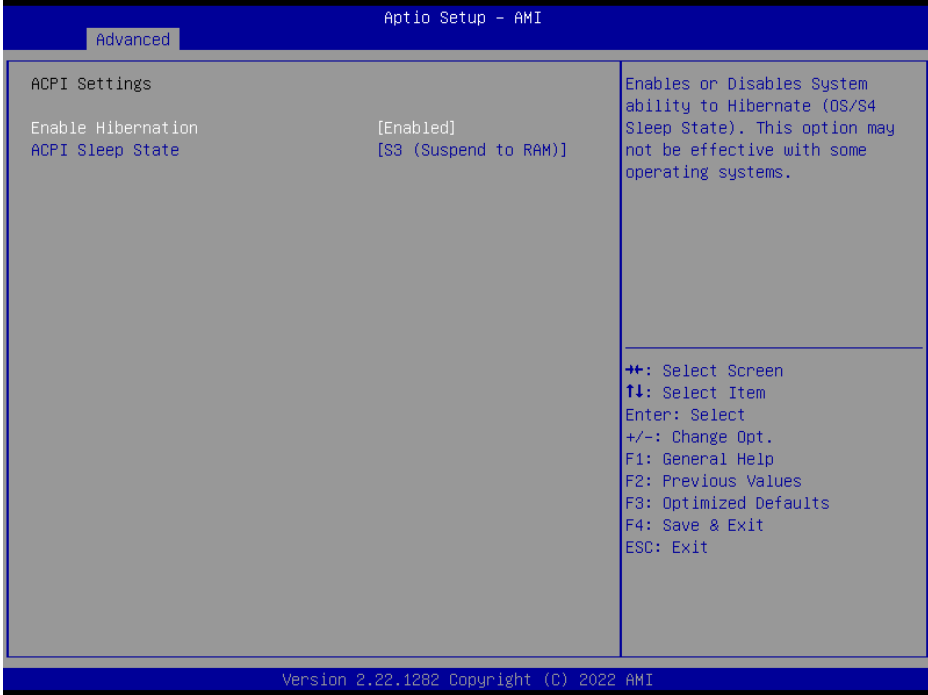 Aptio Setup - AMI
Advanced
ACPI Settings
Enable Hibernation [Enabled]
ACPI Sleep State [S3 (Suspend to RAM)]
Enables or Disables System
ability to Hibernate (OS/S4
Sleep State). This option may
not be effective with some
operating systems.
→←: Select Screen
↑↓: Select Item
Enter: Select
+/-: Change Opt.
F1: General Help
F2: Previous Values
F3: Optimized Defaults
F4: Save & Exit
ESC: Exit
Version 2.22.1282 Copyright (C) 2022 AMI